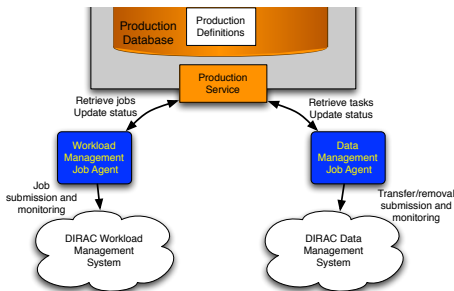 Production
Database
Production
Definitions
Production
Service
Retrieve jobs
Update status
Retrieve tasks
Update status
Workload
Management
Job Agent
Data
Management
Job Agent
Job
submission and
monitoring
Transfer/removal
submission and
monitoring
DIRAC Workload
Management
System
DIRAC Data
Management
System